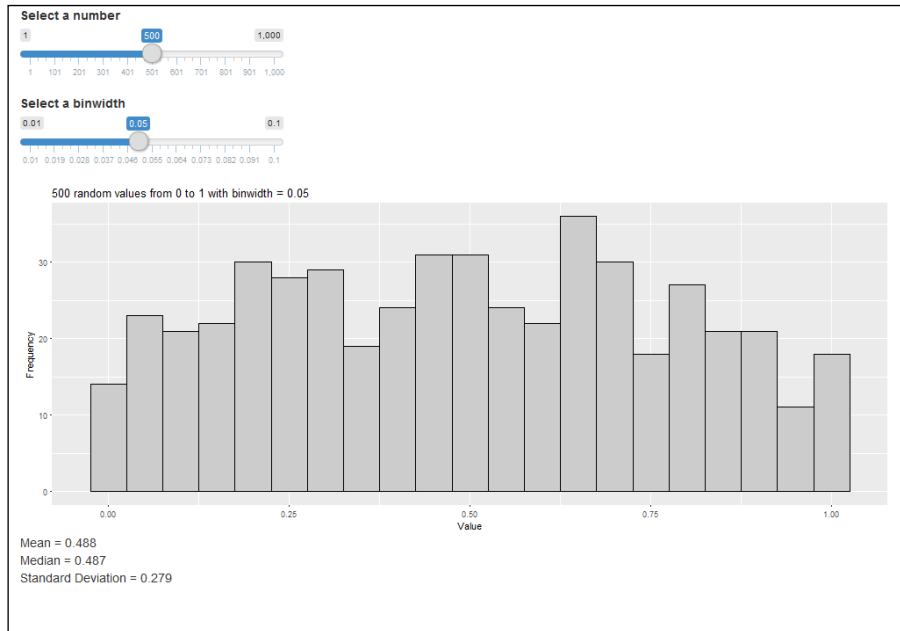 Select a number
1 500 1,000
1 101 201 301 401 501 601 701 801 901 1,000
Select a binwidth
0.01 0.05 0.1
0.01 0.019 0.028 0.037 0.046 0.055 0.064 0.073 0.082 0.091 0.1
500 random values from 0 to 1 with binwidth = 0.05
30
20
10
0
Frequency
0.00 0.25 0.50 0.75 1.00
Value
Mean = 0.488
Median = 0.487
Standard Deviation = 0.279